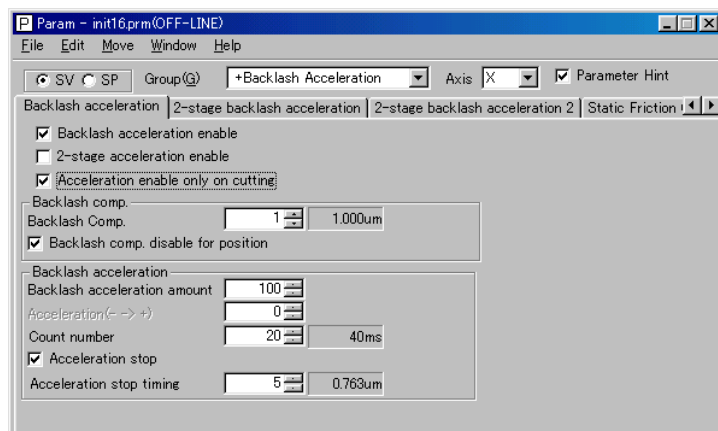 Param - init16.prm(OFF-LINE)
File Edit Move Window Help
SV SP Group(G) +Backlash Acceleration Axis X Parameter Hint
Backlash acceleration 2-stage backlash acceleration 2-stage backlash acceleration 2 Static Friction
Backlash acceleration enable
2-stage acceleration enable
Acceleration enable only on cutting
Backlash comp.
Backlash Comp. 1 1.000um
Backlash comp. disable for position
Backlash acceleration
Backlash acceleration amount 100
Acceleration(- -> +) 0
Count number 20 40ms
Acceleration stop
Acceleration stop timing 5 0.763um